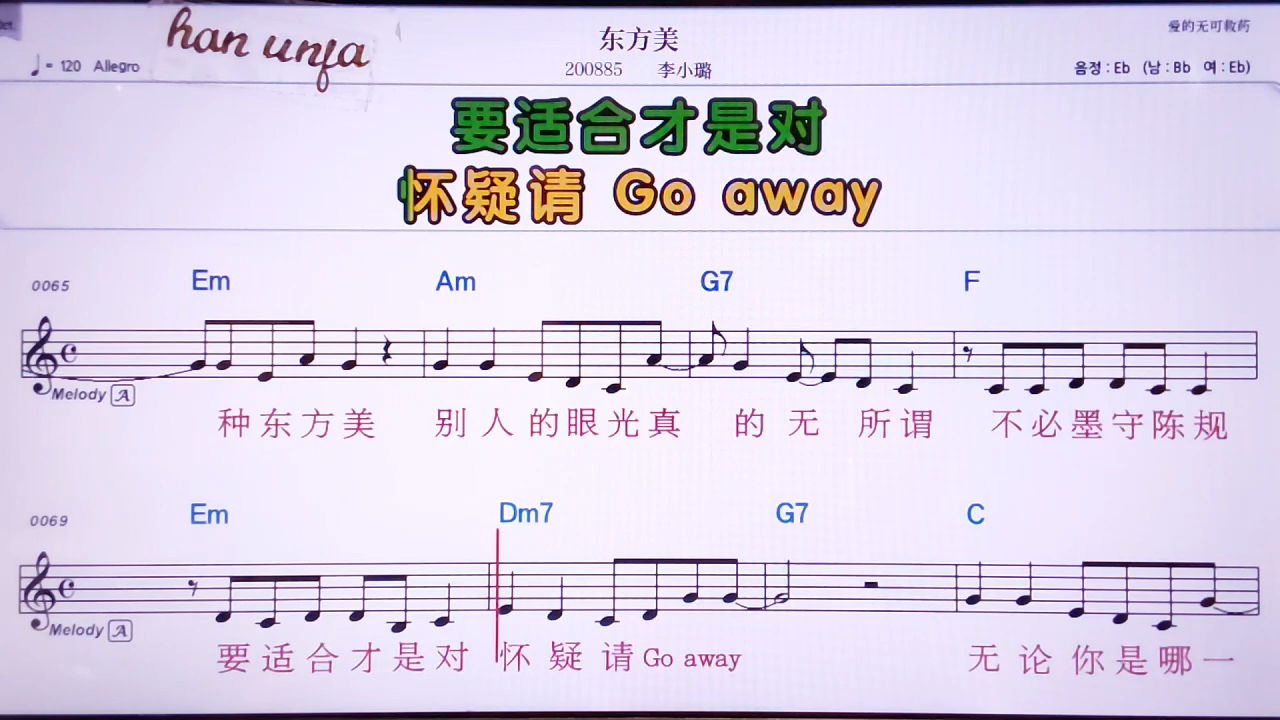 han unfa
东方美
爱的无可救药
♩= 120 Allegro
200885 李小璐
음정 : Eb (남 : Bb 여 : Eb)
要适合才是对
怀疑请 Go away
0065 Em Am G7 F
Melody A
种东方美 别人的眼光真 的无所谓 不必墨守陈规
0069 Em Dm7 G7 C
Melody A
要适合才是对 怀疑请Go away 无论你是哪一